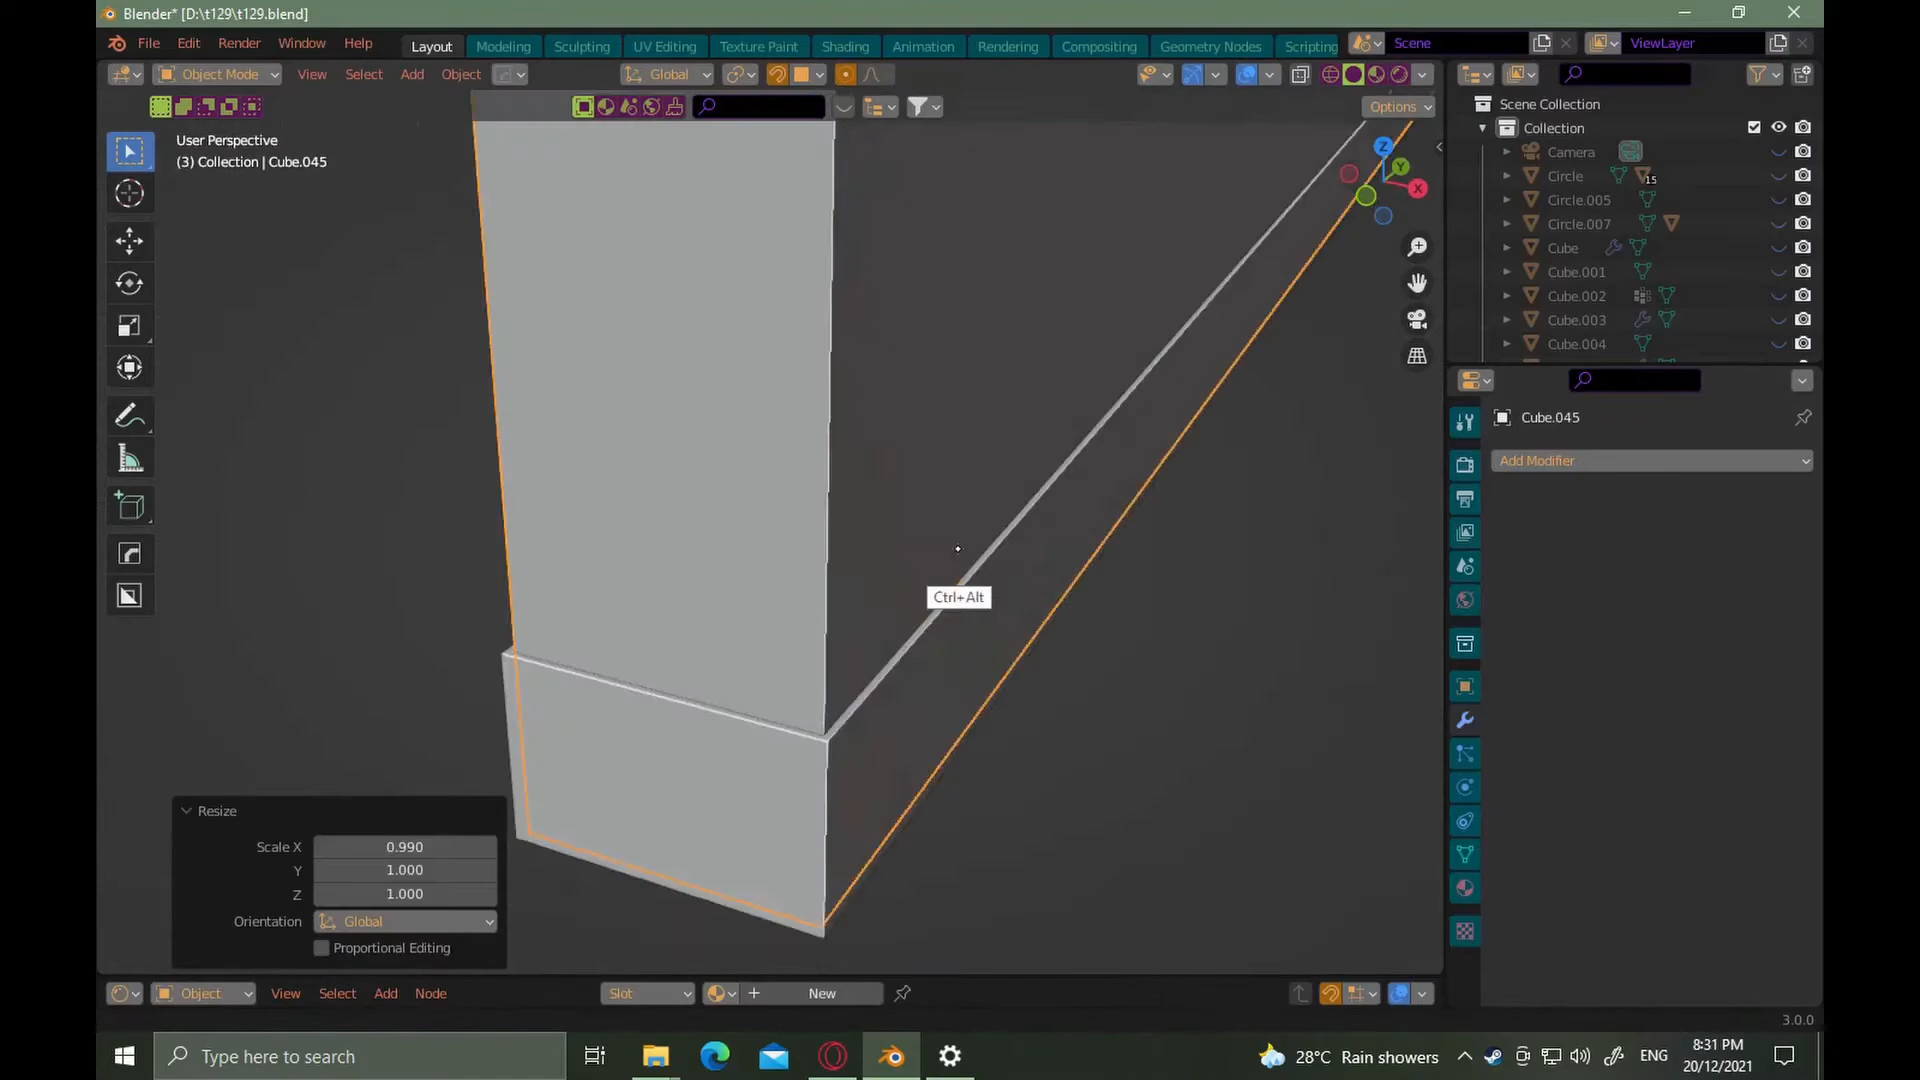 Blender* [D:\t129\t129.blend]
File Edit Render Window Help Layout Modeling Sculpting UV Editing Texture Paint Shading Animation Rendering Compositing Geometry Nodes Scripting Scene ViewLayer
Object Mode View Select Add Object Global
Options
User Perspective
(3) Collection | Cube.045
Z
Y
X
Scene Collection
Collection
Camera
Circle 15
Circle.005
Circle.007
Cube
Cube.001
Cube.002
Cube.003
Cube.004
Cube.045
Add Modifier
Ctrl+Alt
Resize
Scale X 0.990
Y 1.000
Z 1.000
Orientation Global
Proportional Editing
Object View Select Add Node Slot New
3.0.0
Type here to search
28°C Rain showers ENG
8:31 PM
20/12/2021